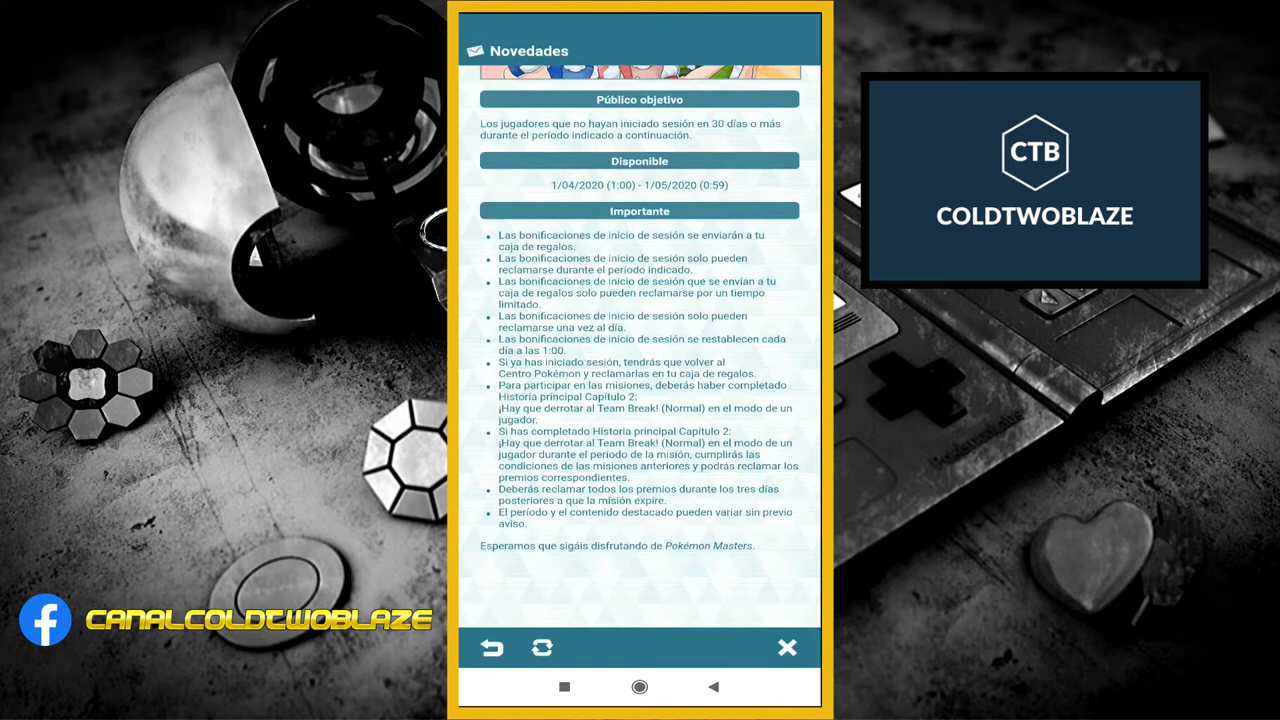 Novedades
Público objetivo
Los jugadores que no hayan iniciado sesión en 30 días o más
durante el período indicado a continuación.
Disponible
1/04/2020 (1:00) - 1/05/2020 (0:59)
Importante
• Las bonificaciones de inicio de sesión se enviarán a tu
caja de regalos.
• Las bonificaciones de inicio de sesión solo pueden
reclamarse durante el período indicado.
• Las bonificaciones de inicio de sesión que se envían a tu
caja de regalos solo pueden reclamarse por un tiempo
limitado.
• Las bonificaciones de inicio de sesión solo pueden
reclamarse una vez al día.
• Las bonificaciones de inicio de sesión se restablecen cada
día a las 1:00.
• Si ya has iniciado sesión, tendrás que volver al
Centro Pokémon y reclamarlas en tu caja de regalos.
• Para participar en las misiones, deberás haber completado
Historia principal Capítulo 2:
¡Hay que derrotar al Team Break! (Normal) en el modo de un
jugador.
• Si has completado Historia principal Capítulo 2:
¡Hay que derrotar al Team Break! (Normal) en el modo de un
jugador durante el período de la misión, cumplirás las
condiciones de las misiones anteriores y podrás reclamar los
premios correspondientes.
• Deberás reclamar todos los premios durante los tres días
posteriores a que la misión expire.
• El período y el contenido destacado pueden variar sin previo
aviso.
Esperamos que sigáis disfrutando de Pokémon Masters.
CTB
COLDTWOBLAZE
CANALCOLDTWOBLAZE